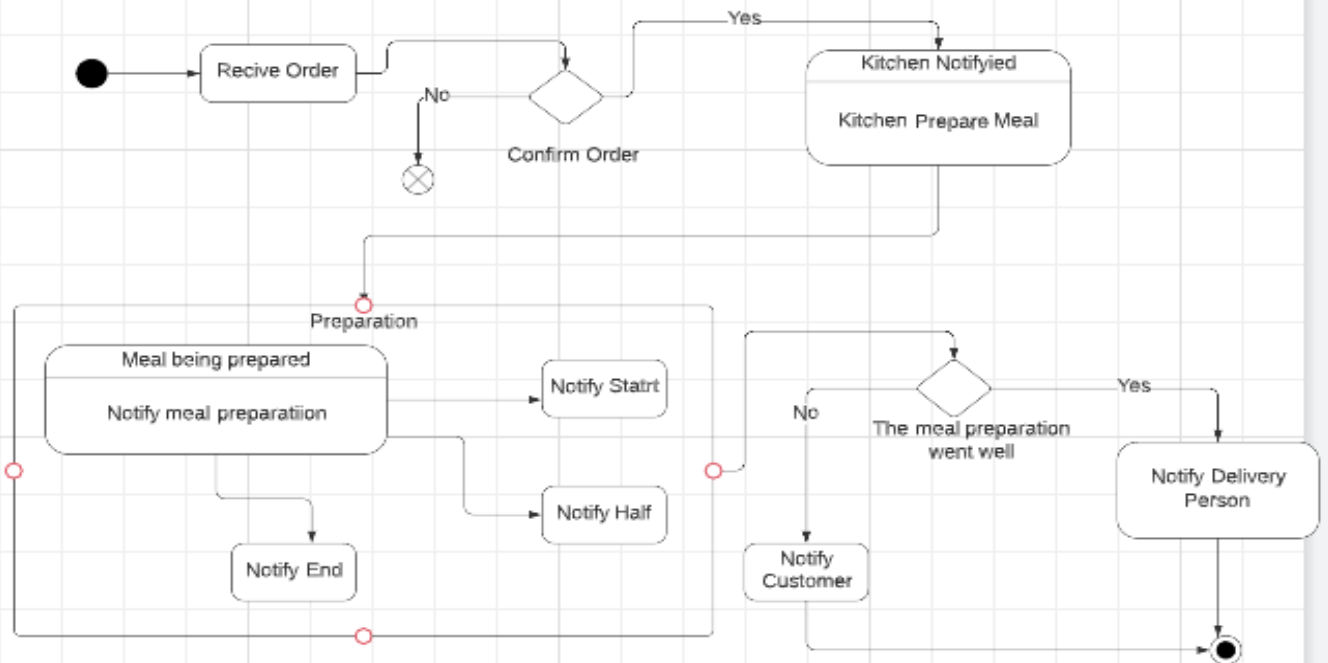 Yes
Recive Order
Kitchen Notifyied
No
Kitchen Prepare Meal
Confirm Order
Preparation
Meal being prepared
Notify meal preparatiion
Notify Statrt
Notify Half
Notify End
Yes
No
The meal preparation
went well
Notify Delivery
Person
Notify
Customer